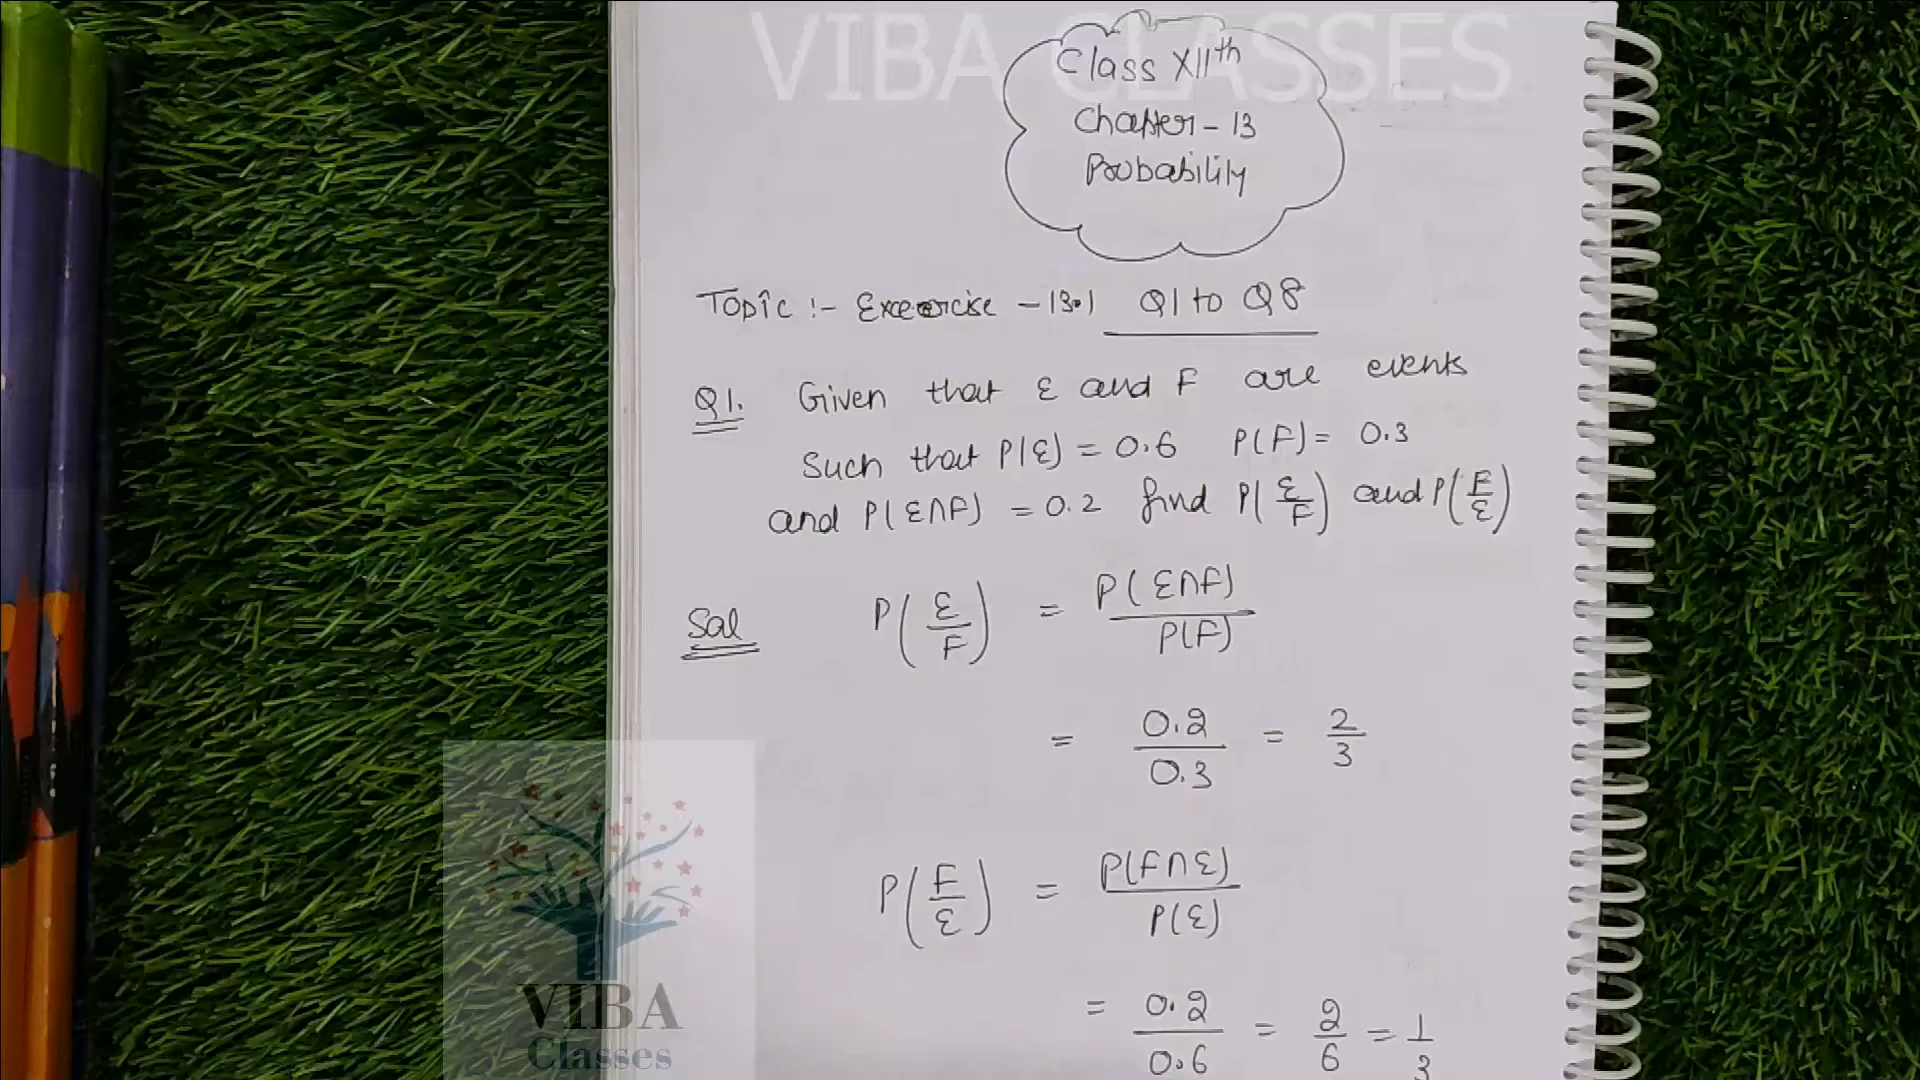 VIBA CLASSES
Class XIIth
Chapter - 13
Probability
Topic :- Exercise - 13.1 Q1 to Q8
Q1. Given that Ɛ and F are events
Such that P(Ɛ) = 0.6 P(F) = 0.3
and P(Ɛ∩F) = 0.2 find P(Ɛ/F) and P(F/Ɛ)
Sol P(Ɛ/F) = P(Ɛ∩F)/P(F)
= 0.2/0.3 = 2/3
P(F/Ɛ) = P(F∩Ɛ)/P(Ɛ)
= 0.2/0.6 = 2/6 = 1/3
VIBA
Classes